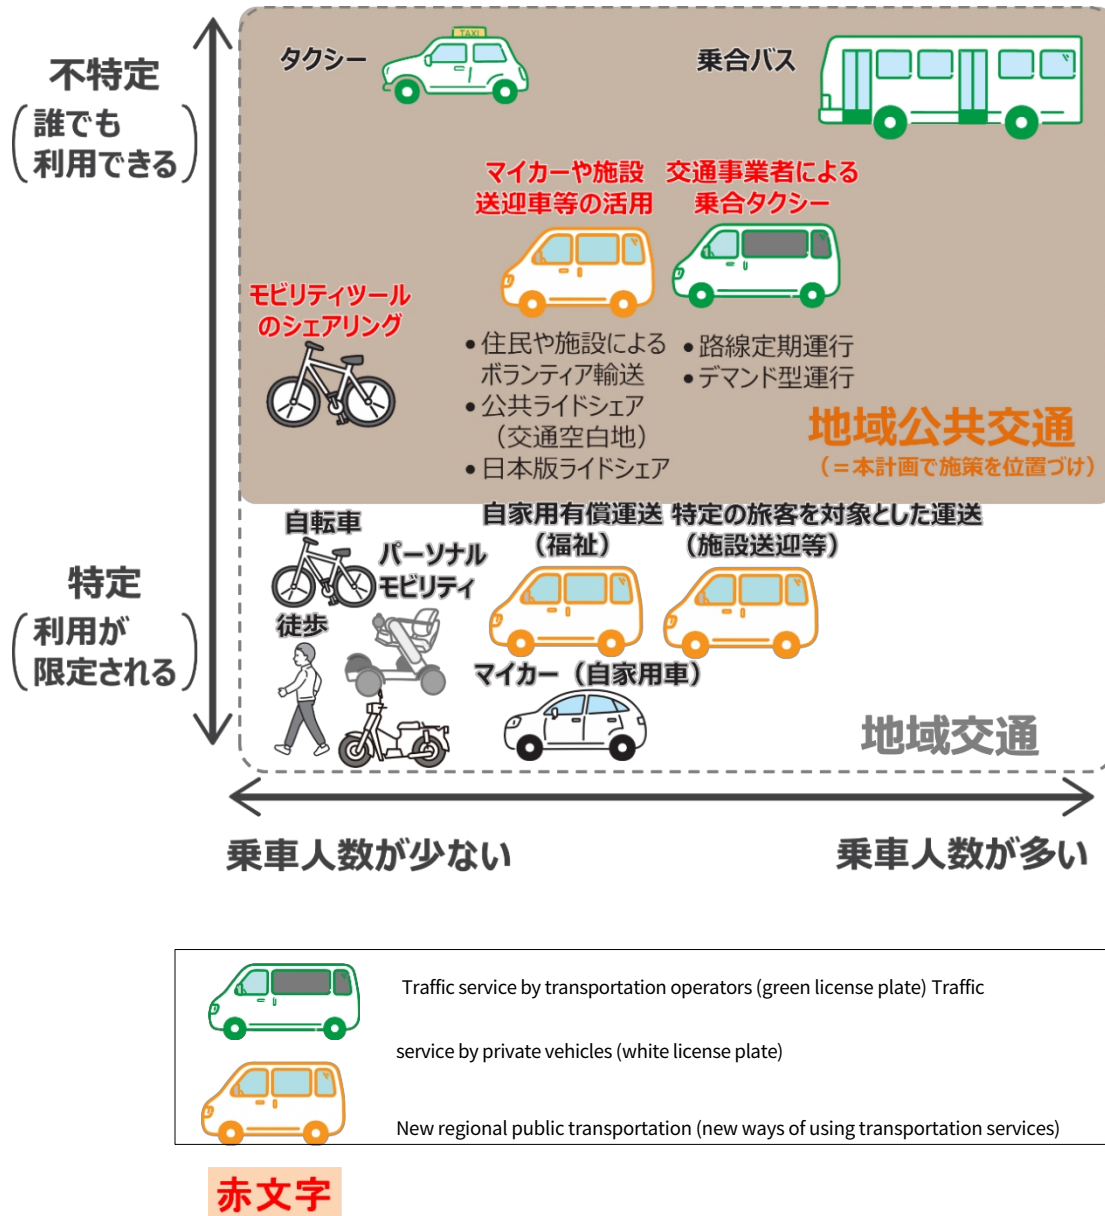 不特定
(誰でも
利用できる)
タクシー
TAXI
乗合バス
マイカーや施設
送迎車等の活用
交通事業者による
乗合タクシー
モビリティツール
のシェアリング
•住民や施設による
ボランティア輸送
•公共ライドシェア
(交通空白地)
•日本版ライドシェア
•路線定期運行
•デマンド型運行
地域公共交通
(=本計画で施策を位置づけ)
特定
(利用が
限定される)
自転車
パーソナル
モビリティ
徒歩
自家用有償運送
(福祉)
特定の旅客を対象とした運送
(施設送迎等)
マイカー(自家用車)
地域交通
乗車人数が少ない
乗車人数が多い
Traffic service by transportation operators (green license plate) Traffic
service by private vehicles (white license plate)
New regional public transportation (new ways of using transportation services)
赤文字